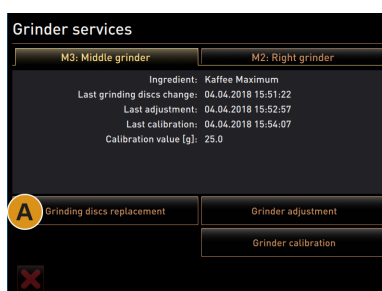 Grinder services
M3: Middle grinder
M2: Right grinder
Ingredient: Kaffee Maximum
Last grinding discs change: 04.04.2018 15:51:22
Last adjustment: 04.04.2018 15:52:57
Last calibration: 04.04.2018 15:54:07
Calibration value [g]: 25.0
A
Grinding discs replacement
Grinder adjustment
Grinder calibration